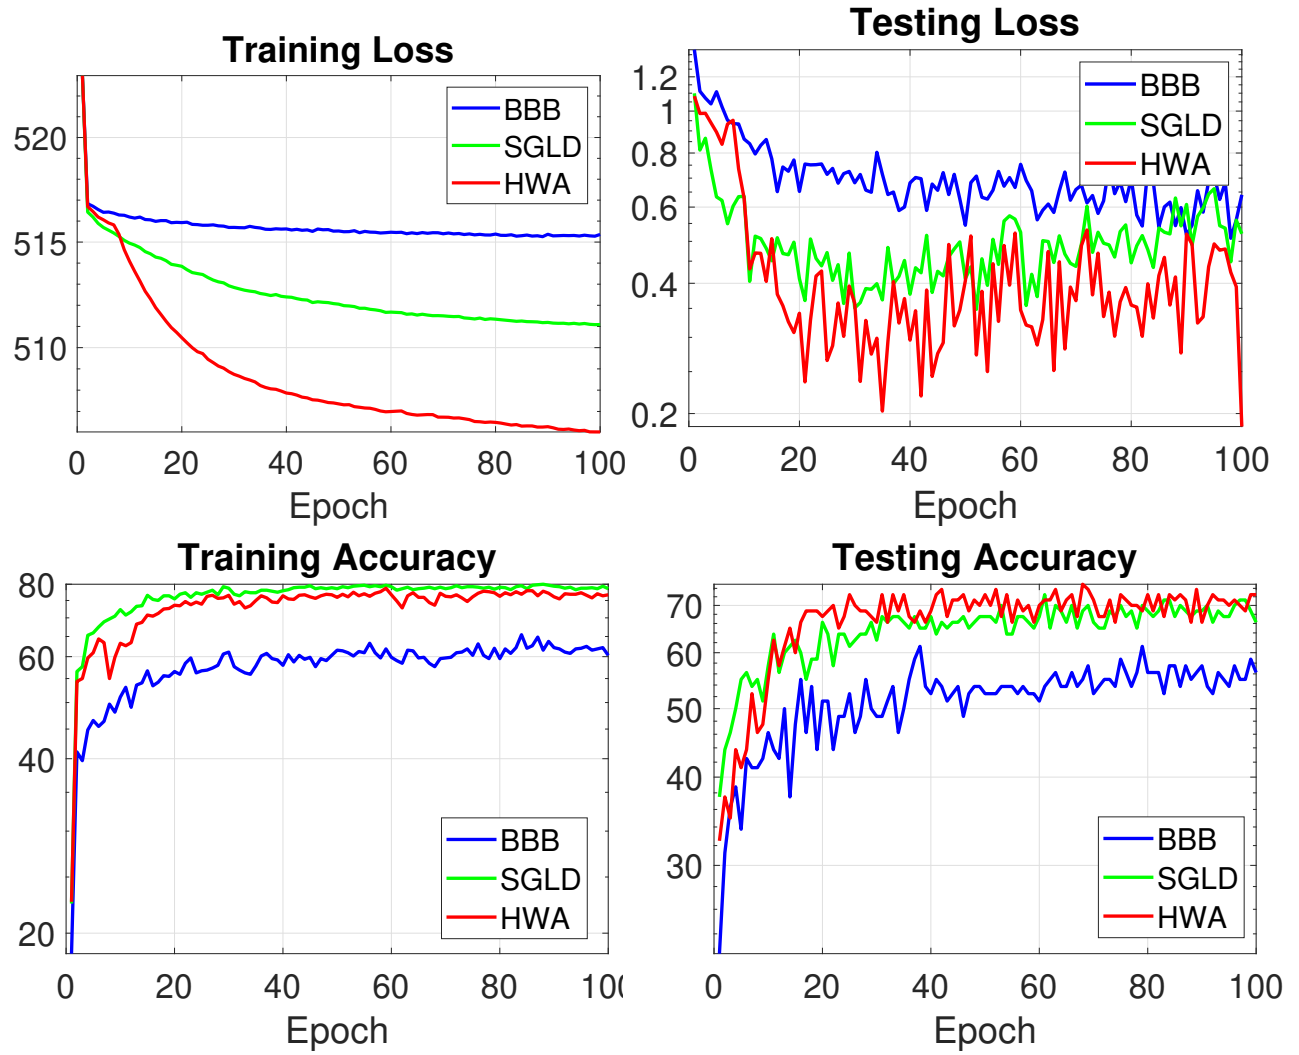 Training Loss
520
515
510
0 20 40 60 80 100
Epoch
BBB
SGLD
HWA
Testing Loss
1.2
1
0.8
0.6
0.4
0.2
0 20 40 60 80 100
Epoch
BBB
SGLD
HWA
Training Accuracy
80
60
40
20
0 20 40 60 80 100
Epoch
BBB
SGLD
HWA
Testing Accuracy
70
60
50
40
30
0 20 40 60 80 100
Epoch
BBB
SGLD
HWA